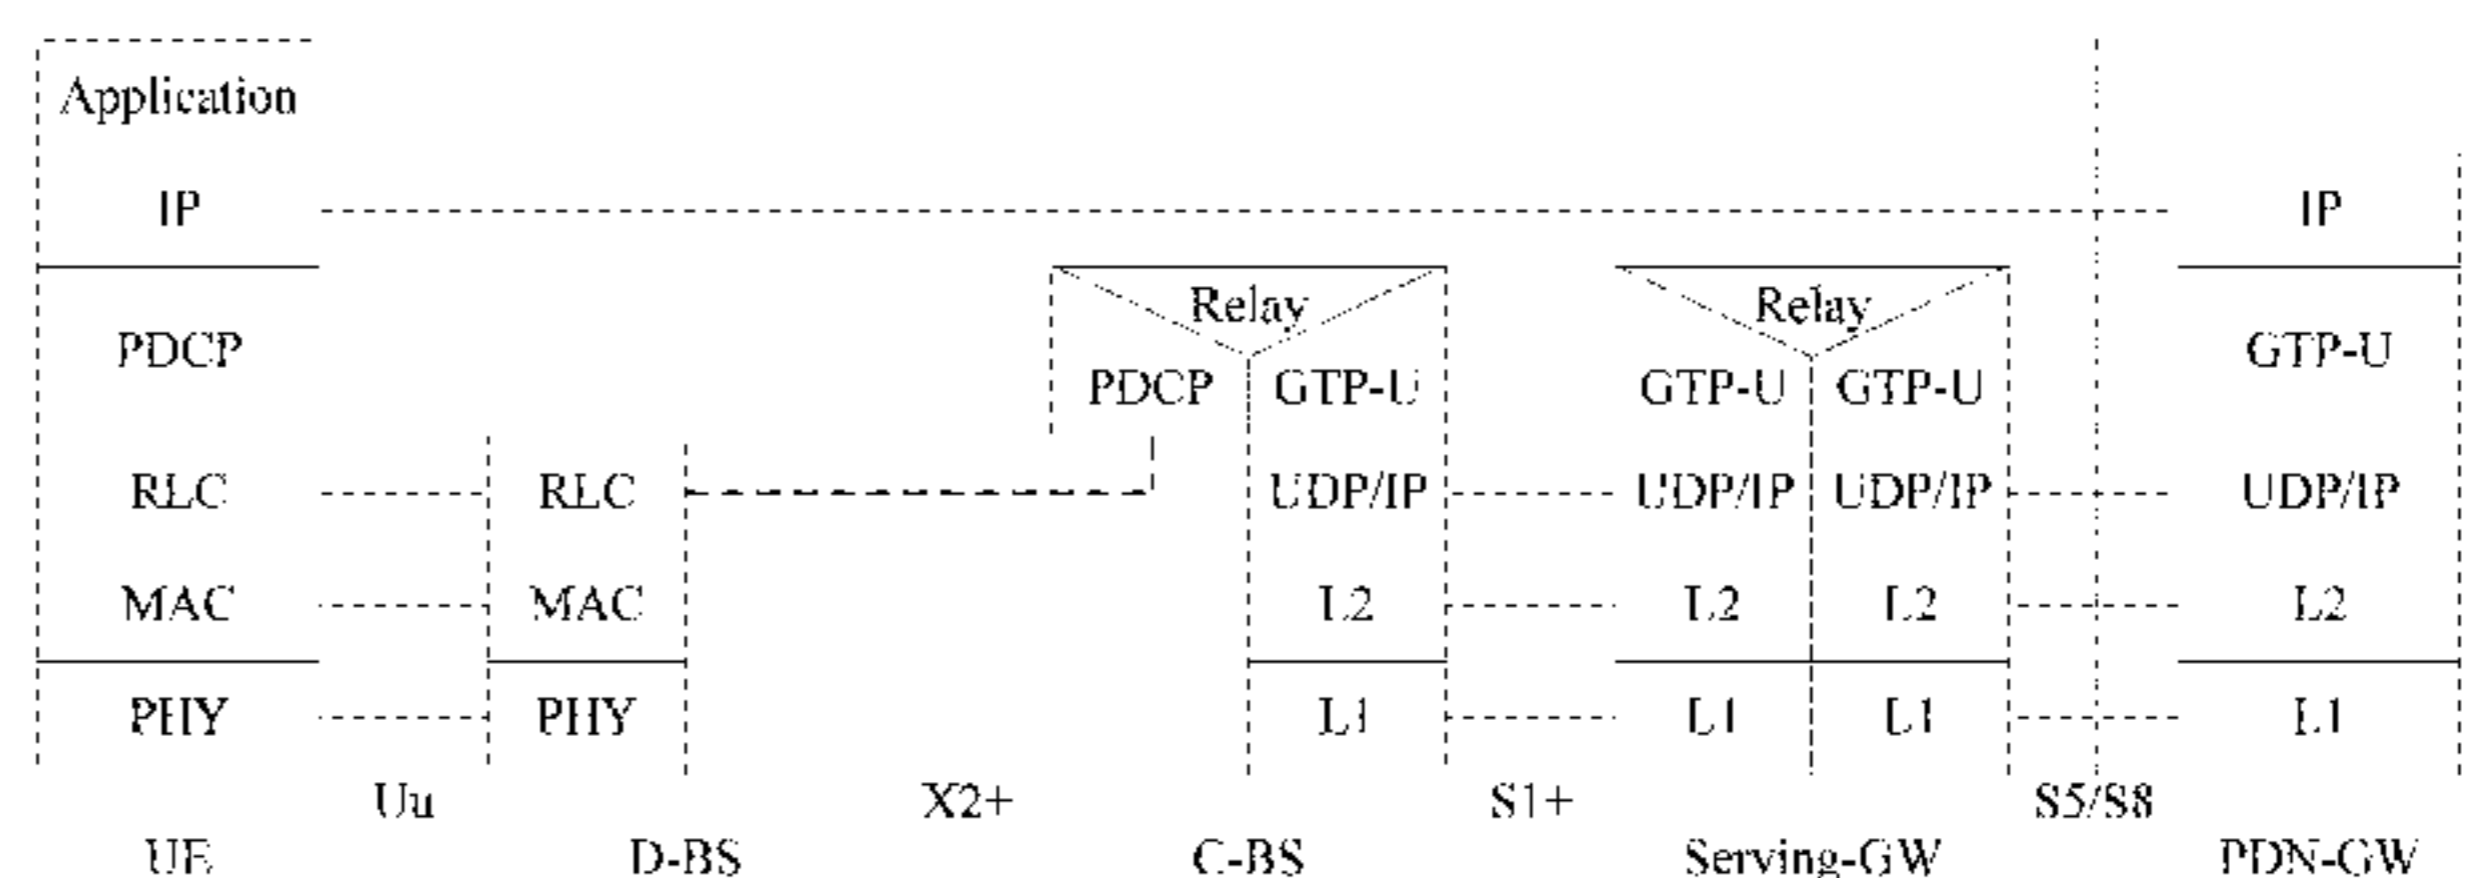 Application
IP IP
Relay Relay
PDCP GTP-U
PDCP GTP-U GTP-U GTP-U
RLC RLC UDP/IP UDP/IP UDP/IP UDP/IP
MAC MAC L2 L2 L2 L2
PHY PHY L1 L1 L1 L1
Uu X2+ S1+ S5/S8
UE D-BS C-BS Serving-GW PDN-GW